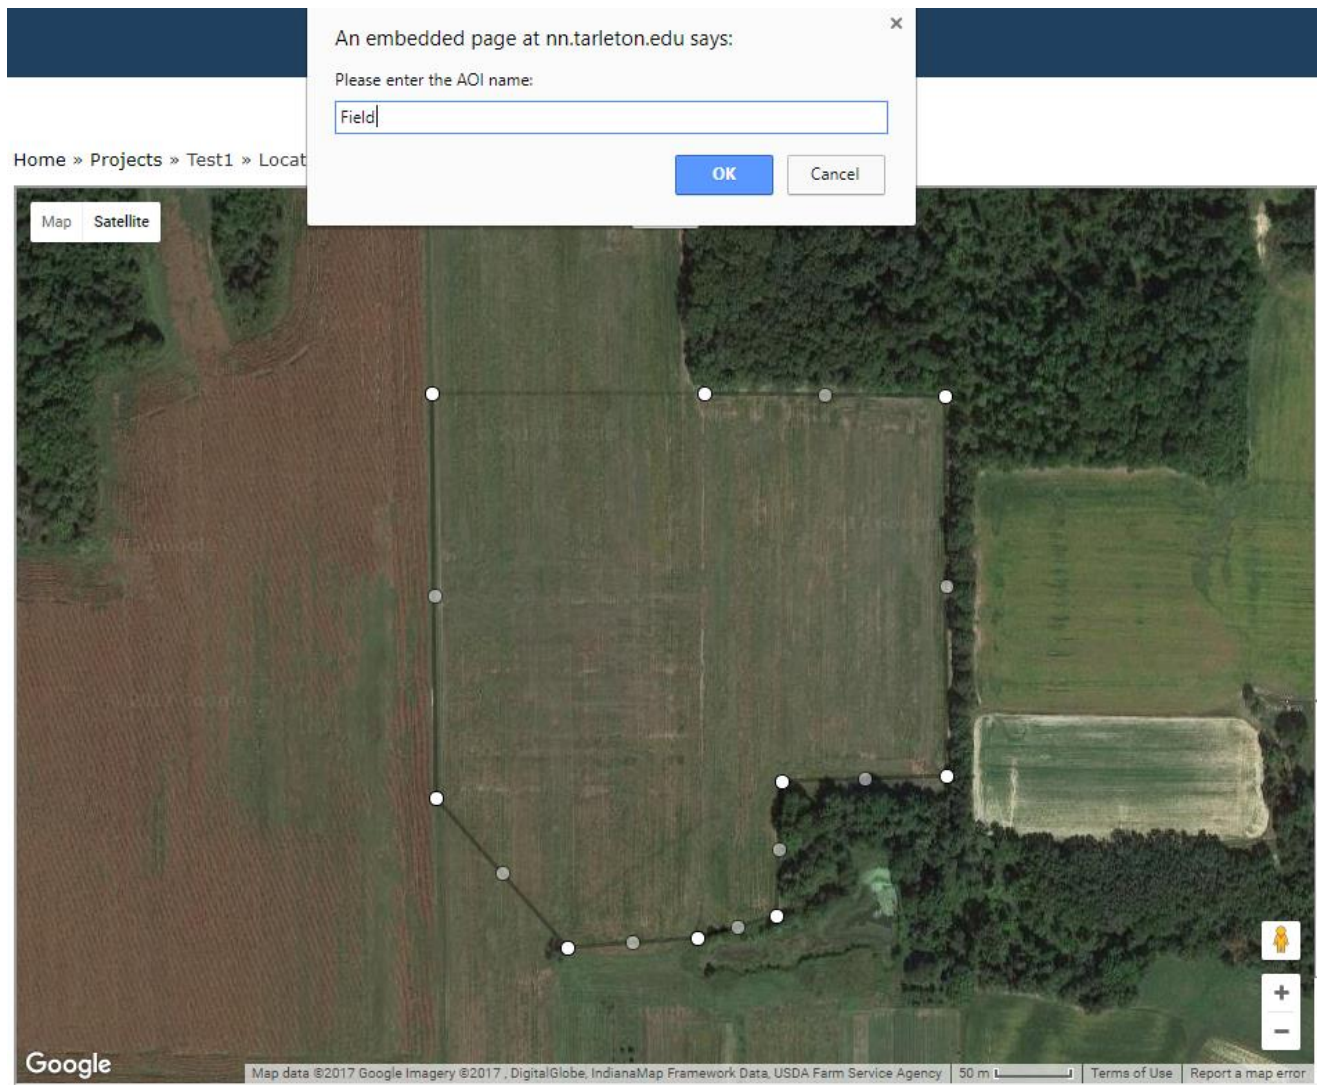 An embedded page at nn.tarleton.edu says:
Please enter the AOI name:
Field
OK Cancel
Home » Projects » Test1 » Locat
Map Satellite
Google
Map data ©2017 Google Imagery ©2017 , DigitalGlobe, IndianaMap Framework Data, USDA Farm Service Agency 50 m Terms of Use Report a map error